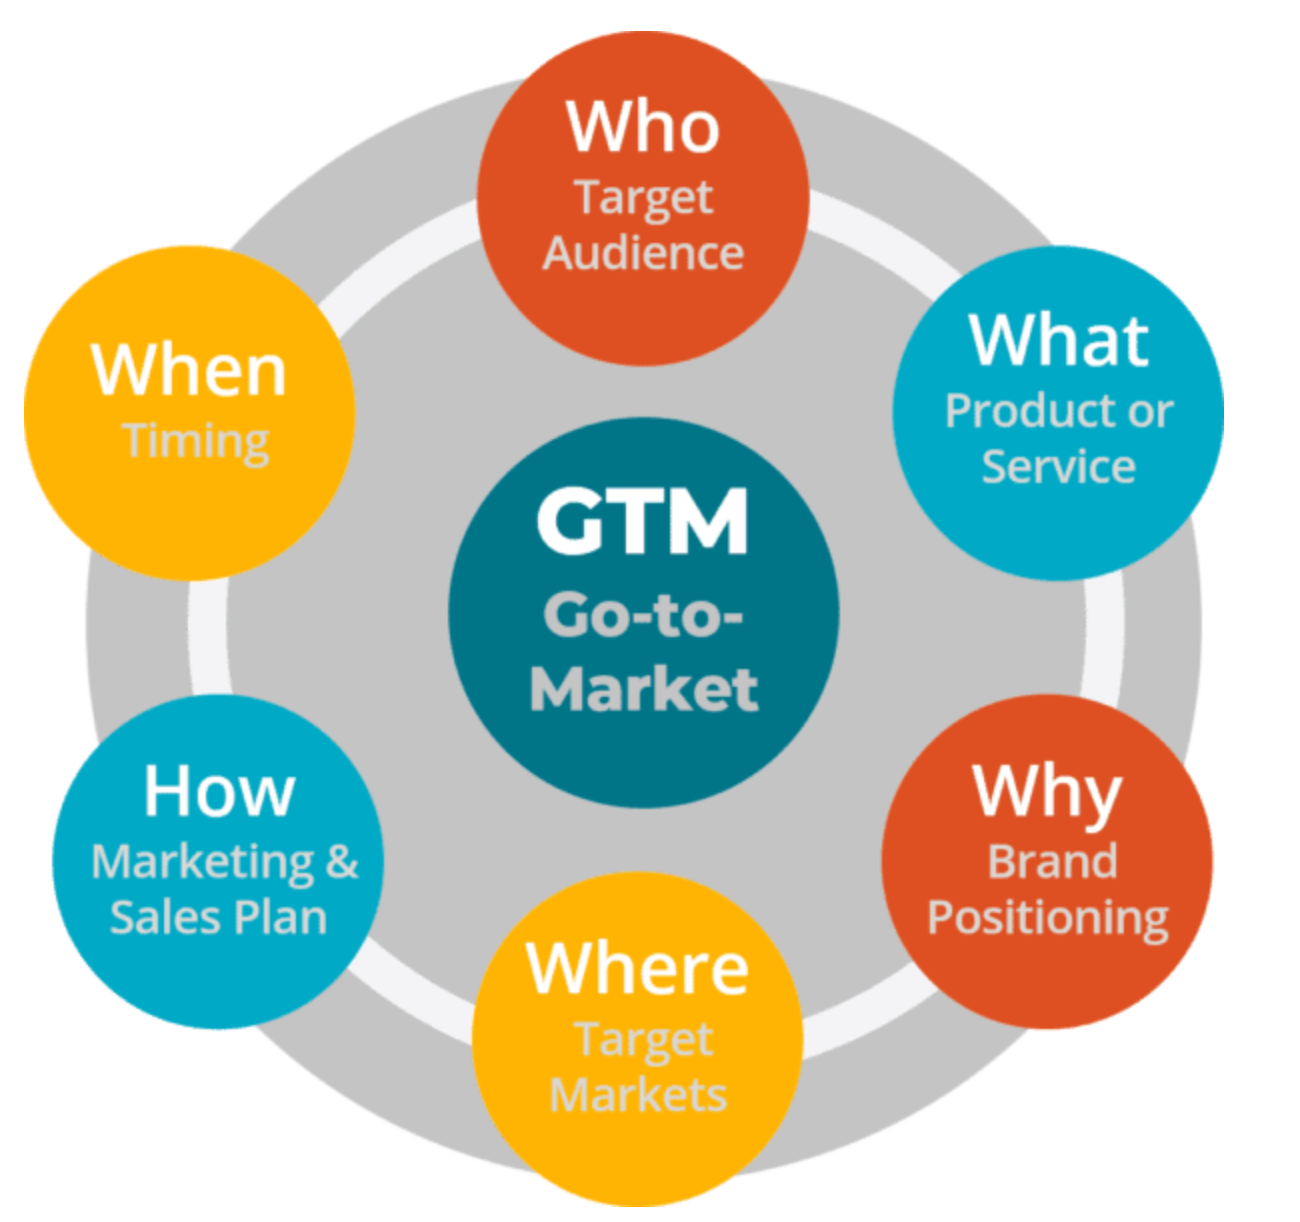 Who
Target
Audience
What
Product or
Service
Why
Brand
Positioning
Where
Target
Markets
How
Marketing &
Sales Plan
When
Timing
GTM
Go-to-
Market